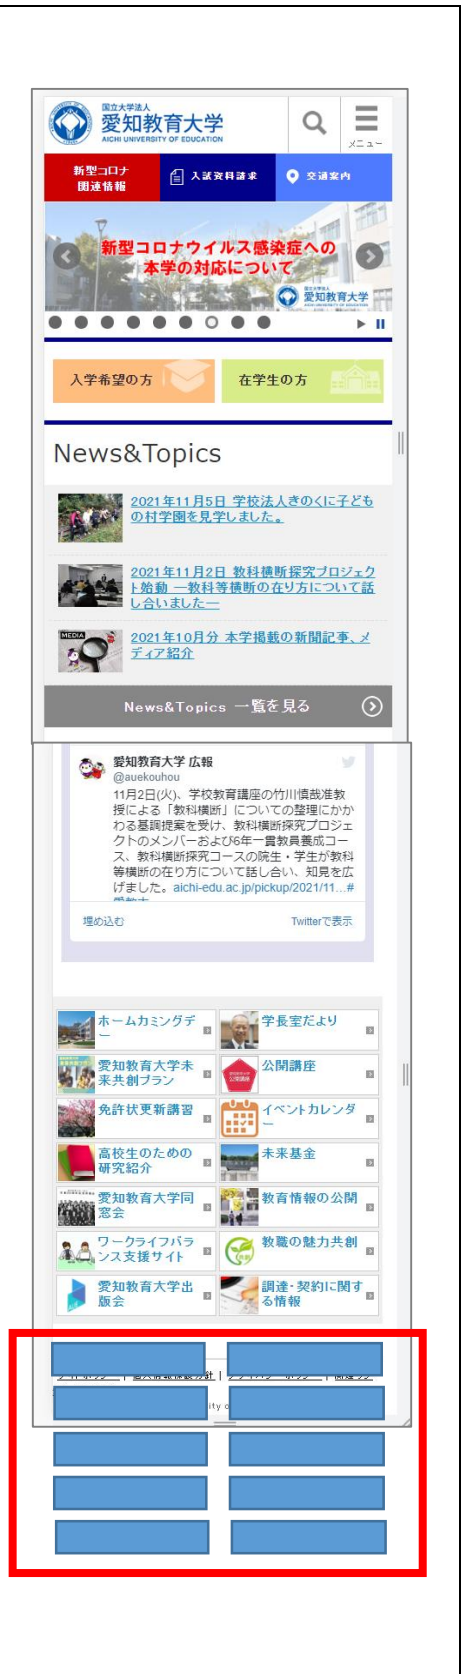 国立大学法人
愛知教育大学
AICHI UNIVERSITY OF EDUCATION
メニュー
新型コロナ
関連情報
入試資料請求
交通案内
新型コロナウイルス感染症への
本学の対応について
愛知教育大学
入学希望の方
在学生の方
News&Topics
2021年11月5日 学校法人きのくに子ども
の村学園を見学しました。
2021年11月2日 教科横断探究プロジェク
ト始動 ―教科等横断の在り方について話
し合いました―
MEDIA
2021年10月分 本学掲載の新聞記事、メ
ディア紹介
News&Topics 一覧を見る
愛知教育大学 広報
@auekouhou
11月2日(火)、学校教育講座の竹川慎哉准教
授による「教科横断」についての整理にかか
わる基調提案を受け、教科横断探究プロジェ
クトのメンバーおよび6年一貫教員養成コー
ス、教科横断探究コースの院生・学生が教科
等横断の在り方について話し合い、知見を広
げました。aichi-edu.ac.jp/pickup/2021/11…#
埋め込む
Twitterで表示
ホームカミングデ
ー
学長室だより
愛知教育大学未
来共創プラン
公開講座
免許状更新講習
イベントカレンダ
ー
高校生のための
研究紹介
未来基金
愛知教育大学同
窓会
教育情報の公開
ワークライフバラ
ンス支援サイト
教職の魅力共創
愛知教育大学出
版会
調達・契約に関す
る情報
ity o